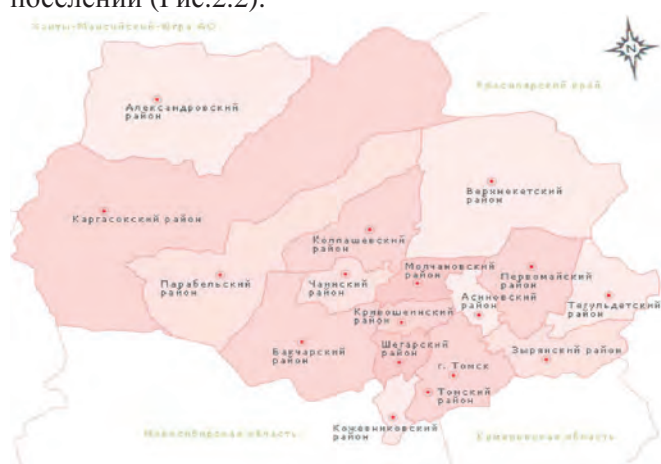 поселений (Рис.2.2).
Ханты-Мансийский-Югра АО
N
Красноярский край
Александровский
район
Верхнекетский
район
Каргасокский район
Колпашевский
район
Парабельский
район
Чаинский
район
Молчановский
район
Первомайский
район
Асиновский
район
Тегульдетский
район
Кривошеинский
район
Бакчарский
район
Шегарский
район
г. Томск
Томский
район
Зырянский район
Кожевниковский
район
Новосибирская область
Кемеровская область